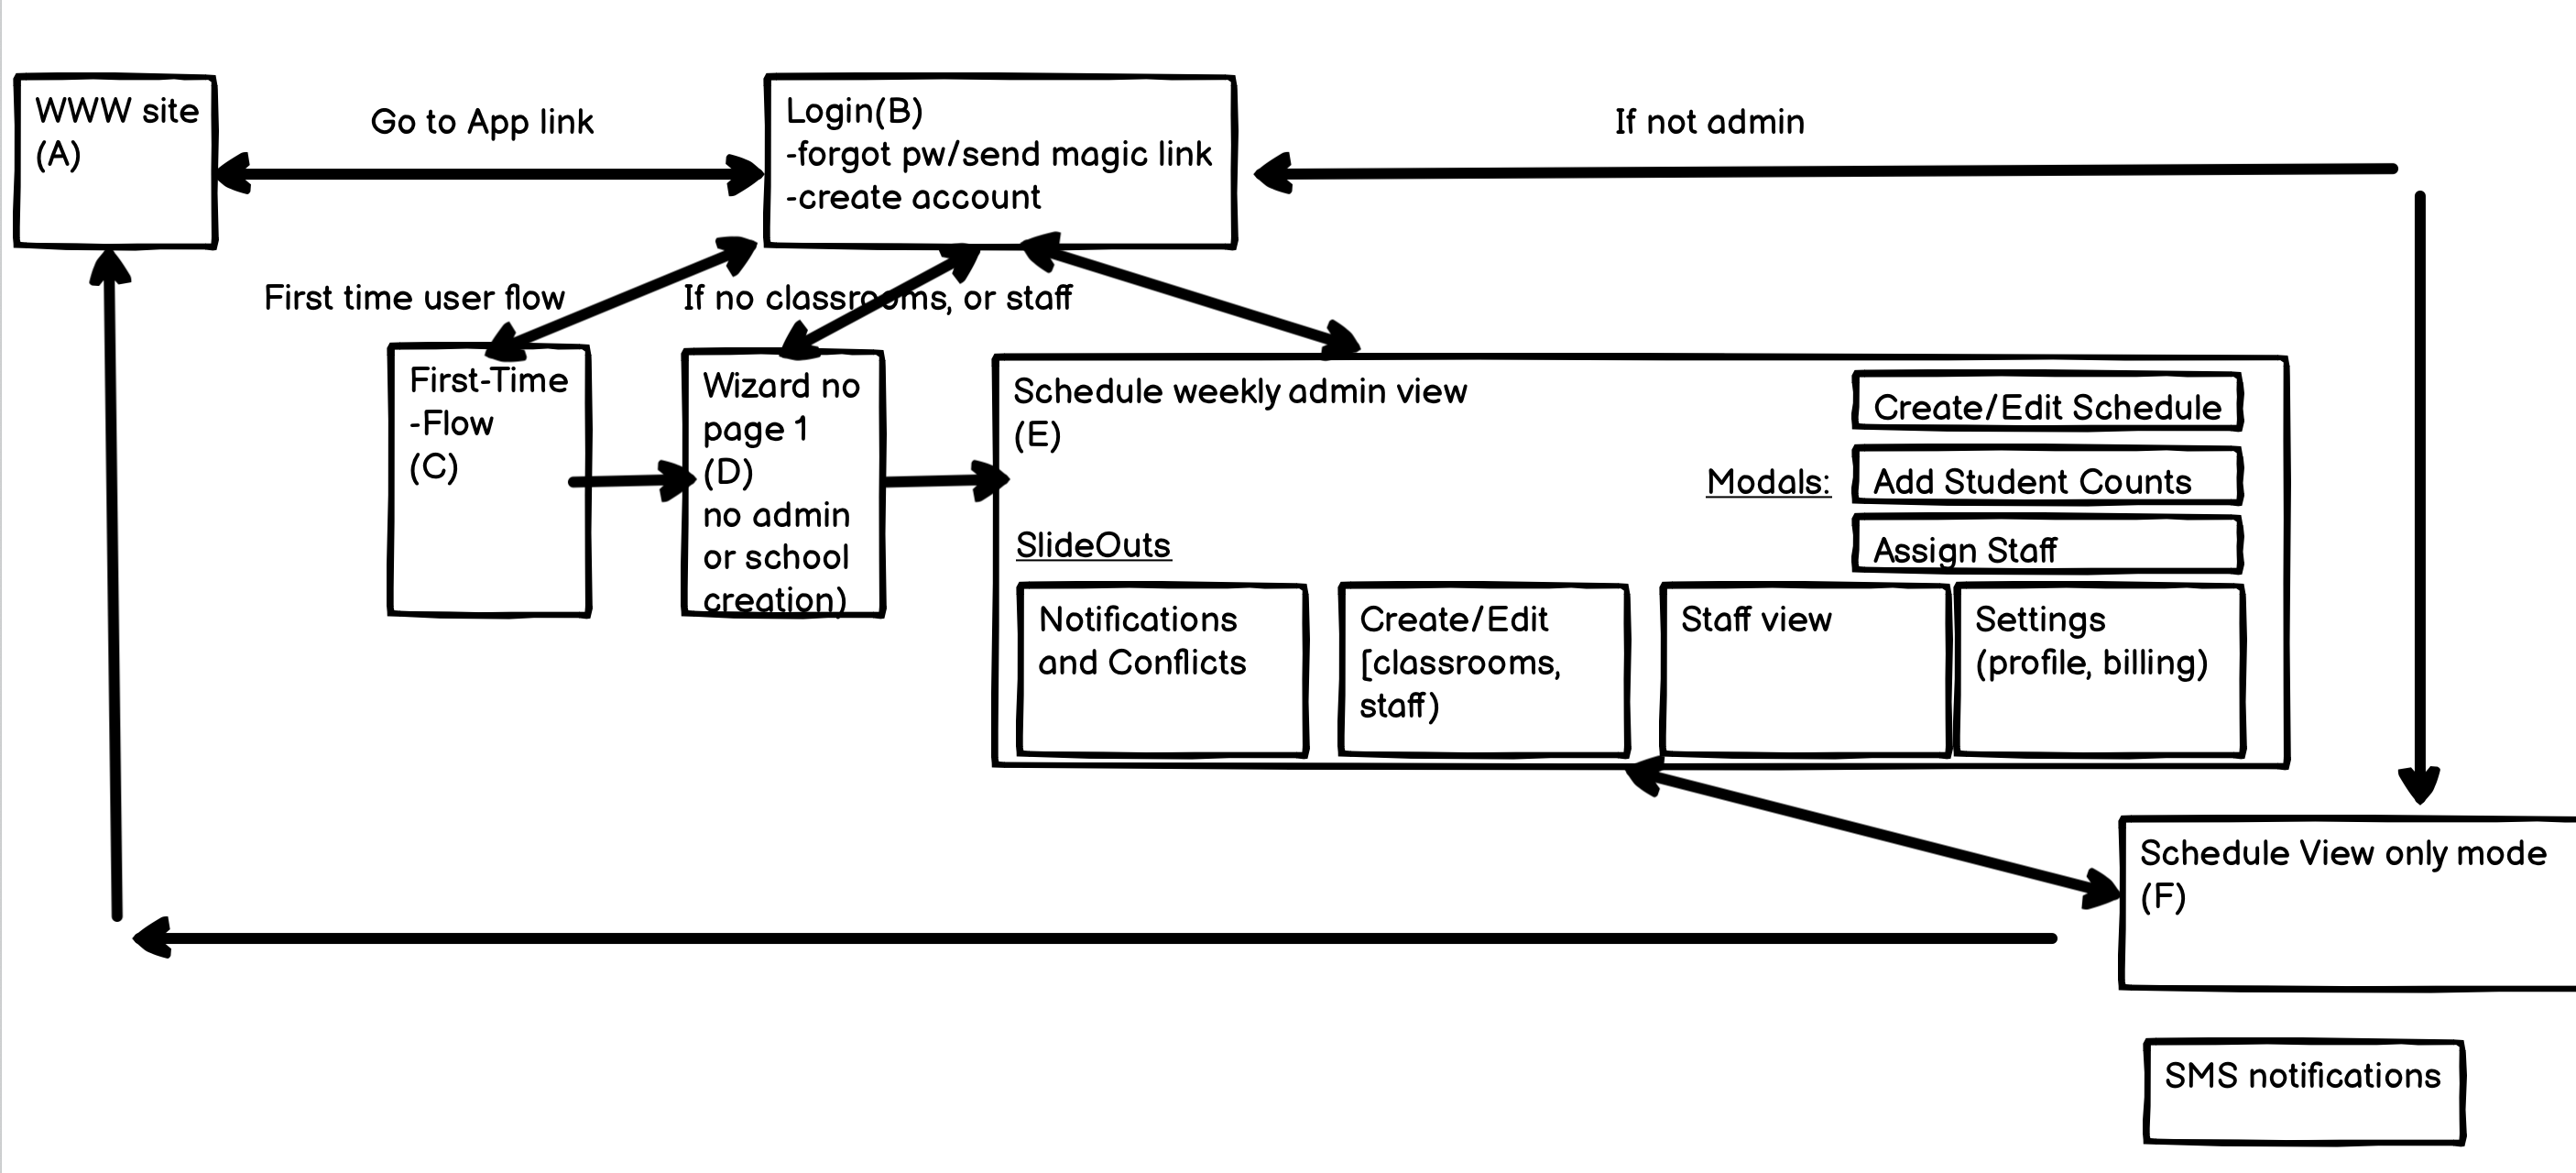 WWW site
(A)
Go to App link
Login(B)
-forgot pw/send magic link
-create account
If not admin
First time user flow
If no classrooms, or staff
First-Time
-Flow
(C)
Wizard no
page 1
(D)
no admin
or school
creation)
Schedule weekly admin view
(E)
Create/Edit Schedule
Modals:
Add Student Counts
Assign Staff
SlideOuts
Notifications
and Conflicts
Create/Edit
[classrooms,
staff)
Staff view
Settings
(profile, billing)
Schedule View only mode
(F)
SMS notifications